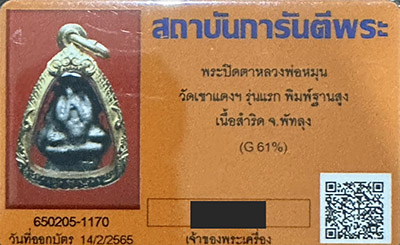 สถาบันการันตีพระ
พระปิดตาหลวงพ่อหมุน
วัดเขาแดงฯ รุ่นแรก พิมพ์ฐานสูง
เนื้อสำริด จ.พัทลุง
(G 61%)
650205-1170
วันที่ออกบัตร 14/2/2565
เจ้าของพระเครื่อง